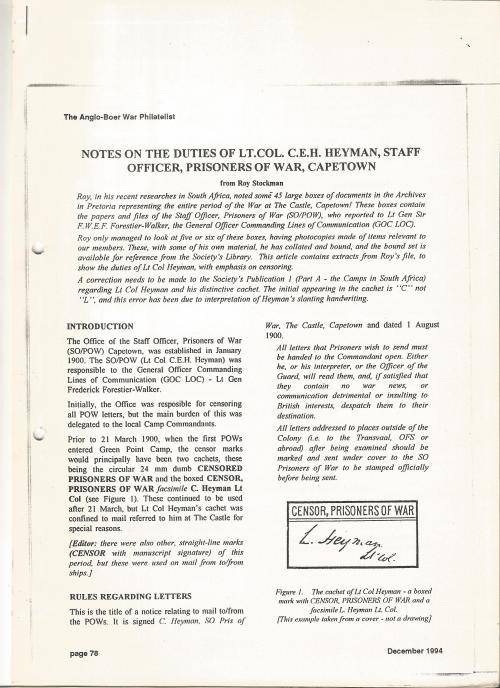 The Anglo-Boer War Philatelist
NOTES ON THE DUTIES OF LT.COL. C.E.H. HEYMAN, STAFF
OFFICER, PRISONERS OF WAR, CAPETOWN
from Roy Stockman
Roy, in his recent researches in South Africa, noted some 45 large boxes of documents in the Archives
in Pretoria representing the entire period of the War at The Castle, Capetown! These boxes contain
the papers and files of the Staff Officer, Prisoners of War (SO/POW), who reported to Lt Gen Sir
F.W.E.F. Forestier-Walker, the General Officer Commanding Lines of Communication (GOC LOC).
Roy only managed to look at five or six of these boxes, having photocopies made of items relevant to
our members. These, with some of his own material, he has collated and bound, and the bound set is
available for reference from the Society's Library. This article contains extracts from Roy's file, to
show the duties of Lt Col Heyman, with emphasis on censoring.
A correction needs to be made to the Society's Publication 1 (Part A - the Camps in South Africa)
regarding Lt Col Heyman and his distinctive cachet. The initial appearing in the cachet is "C" not
"L", and this error has been due to interpretation of Heyman's slanting handwriting.
INTRODUCTION
The Office of the Staff Officer, Prisoners of War
(SO/POW) Capetown, was established in January
1900. The SO/POW (Lt Col C.E.H. Heyman) was
responsible to the General Officer Commanding
Lines of Communication (GOC LOC) - Lt Gen
Frederick Forestier-Walker.
Initially, the Office was resposible for censoring
all POW letters, but the main burden of this was
delegated to the local Camp Commandants.
Prior to 21 March 1900, when the first POWs
entered Green Point Camp, the censor marks
would principally have been two cachets, these
being the circular 24 mm dumb CENSORED
PRISONERS OF WAR and the boxed CENSOR,
PRISONERS OF WAR facsimile C. Heyman Lt
Col (see Figure 1). These continued to be used
after 21 March, but Lt Col Heyman's cachet was
confined to mail referred to him at The Castle for
special reasons.
[Editor: there were also other, straight-line marks
(CENSOR with manuscript signature) of this
period, but these were used on mail from to/from
ships.]
RULES REGARDING LETTERS
This is the title of a notice relating to mail to/from
the POWs. It is signed C. Heyman, SO Pris of
War, The Castle, Capetown and dated 1 August
1900.
All letters that Prisoners wish to send must
be handed to the Commandant open. Either
he, or his interpreter, or the Officer of the
Guard, will read them, and, if satisfied that
they contain no war news, or
communication detrimental or insulting to
British interests, despatch them to their
destination.
All letters addressed to places outside of the
Colony (i.e. to the Transvaal, OFS or
abroad) after being examined should be
marked and sent under cover to the SO
Prisoners of War to be stamped officially
before being sent.
CENSOR, PRISONERS OF WAR
L. Heyman
Lt Col.
Figure 1. The cachet of Lt Col Heyman - a boxed
mark with CENSOR, PRISONERS OF WAR and a
facsimile L. Heyman Lt. Col.
[This example taken from a cover - not a drawing]
page 78
December 1994